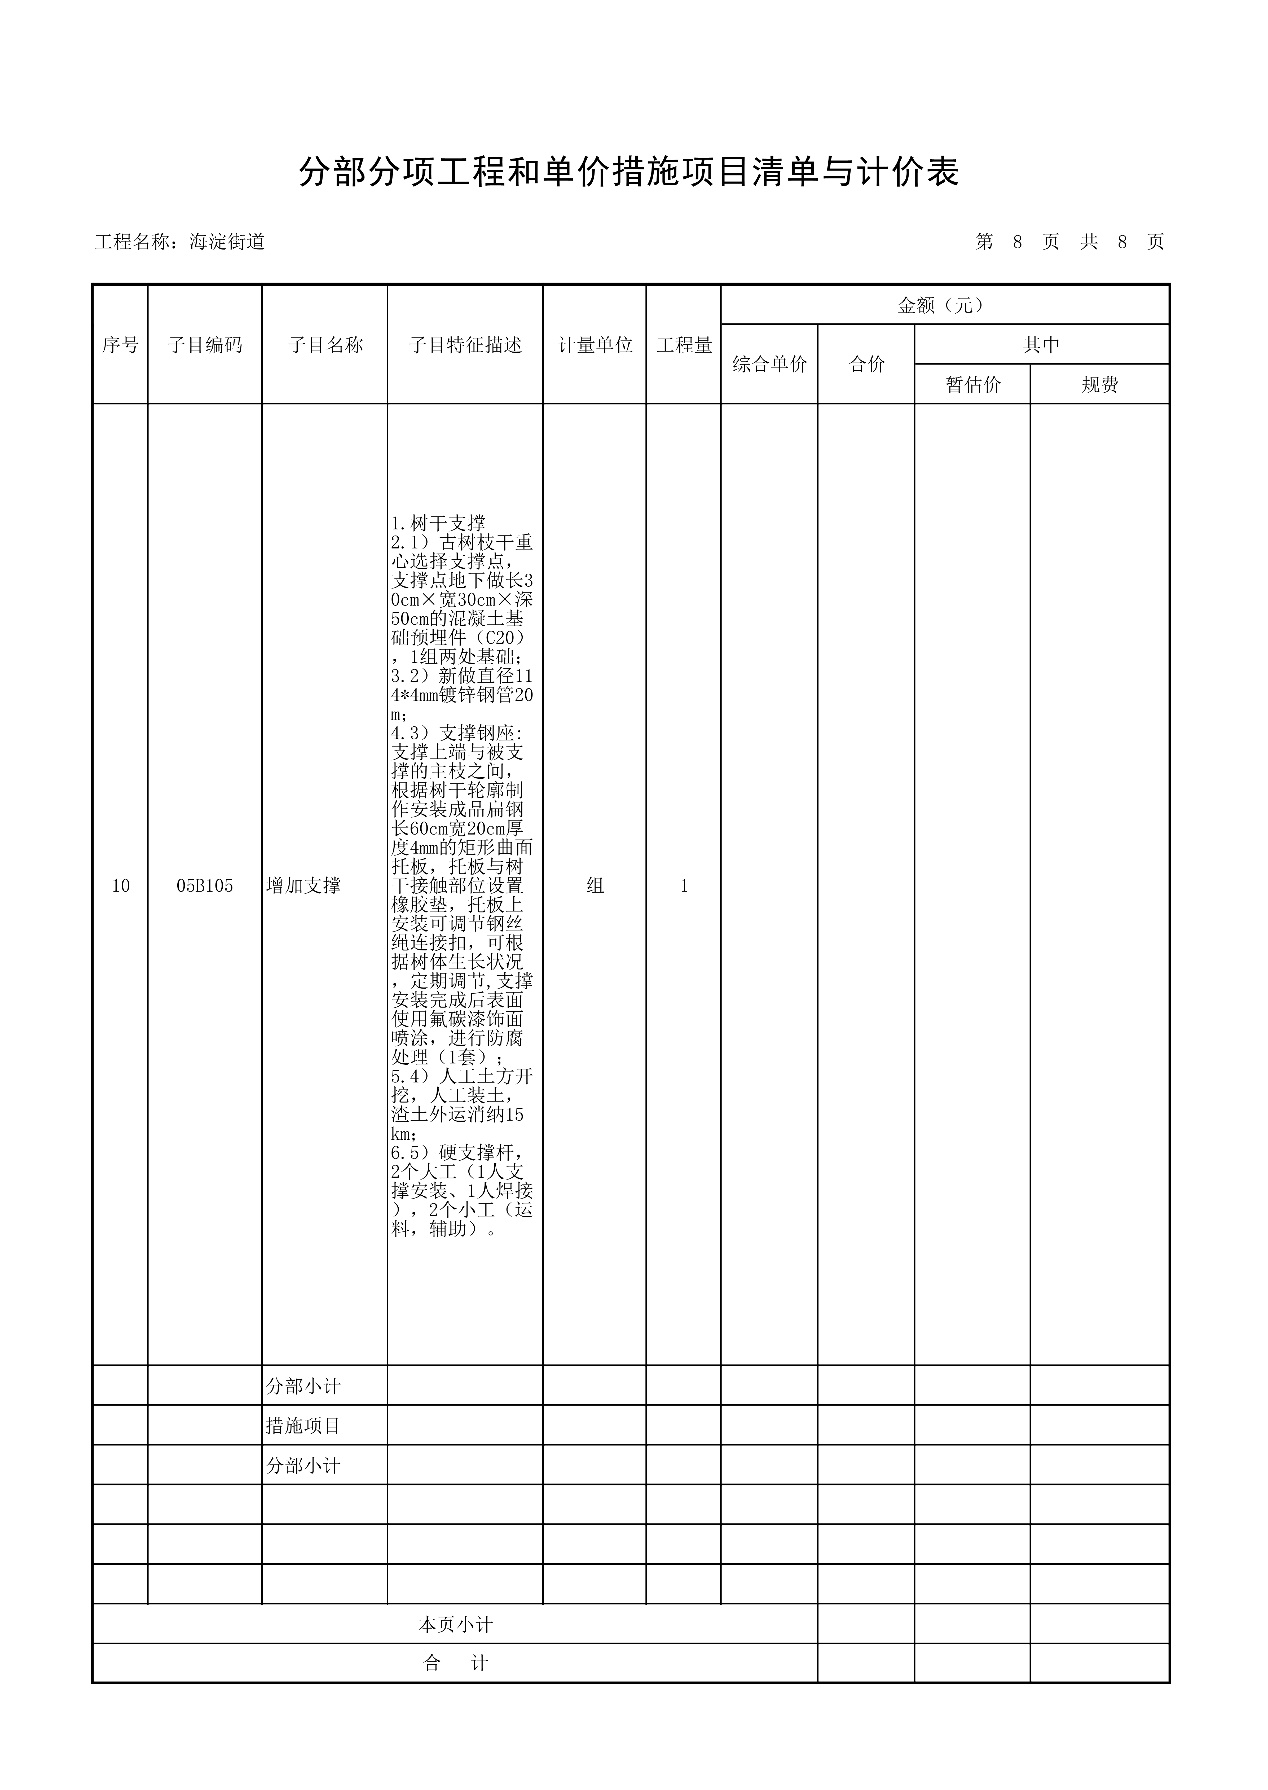 分部分项工程和单价措施项目清单与计价表
工程名称：海淀街道
第 8 页 共 8 页
序号
子目编码
子目名称
子目特征描述
计量单位
工程量
金额（元）
综合单价
合价
其中
暂估价
规费
10
05B105
增加支撑
1.树干支撑
2.1）古树枝干重
心选择支撑点，
支撑点地下做长3
0cm×宽30cm×深
50cm的混凝土基
础预埋件（C20）
，1组两处基础；
3.2）新做直径11
4*4mm镀锌钢管20
m；
4.3）支撑钢座：
支撑上端与被支
撑的主枝之间，
根据树干轮廓制
作安装成品扁钢
长60cm宽20cm厚
度4mm的矩形曲面
托板，托板与树
干接触部位设置
橡胶垫，托板上
安装可调节钢丝
绳连接扣，可根
据树体生长状况
，定期调节,支撑
安装完成后表面
使用氟碳漆饰面
喷涂，进行防腐
处理（1套）；
5.4）人工土方开
挖，人工装土，
渣土外运消纳15
km；
6.5）硬支撑杆，
2个大工（1人支
撑安装、1人焊接
），2个小工（运
料，辅助）。
组
1
分部小计
措施项目
分部小计
本页小计
合 计